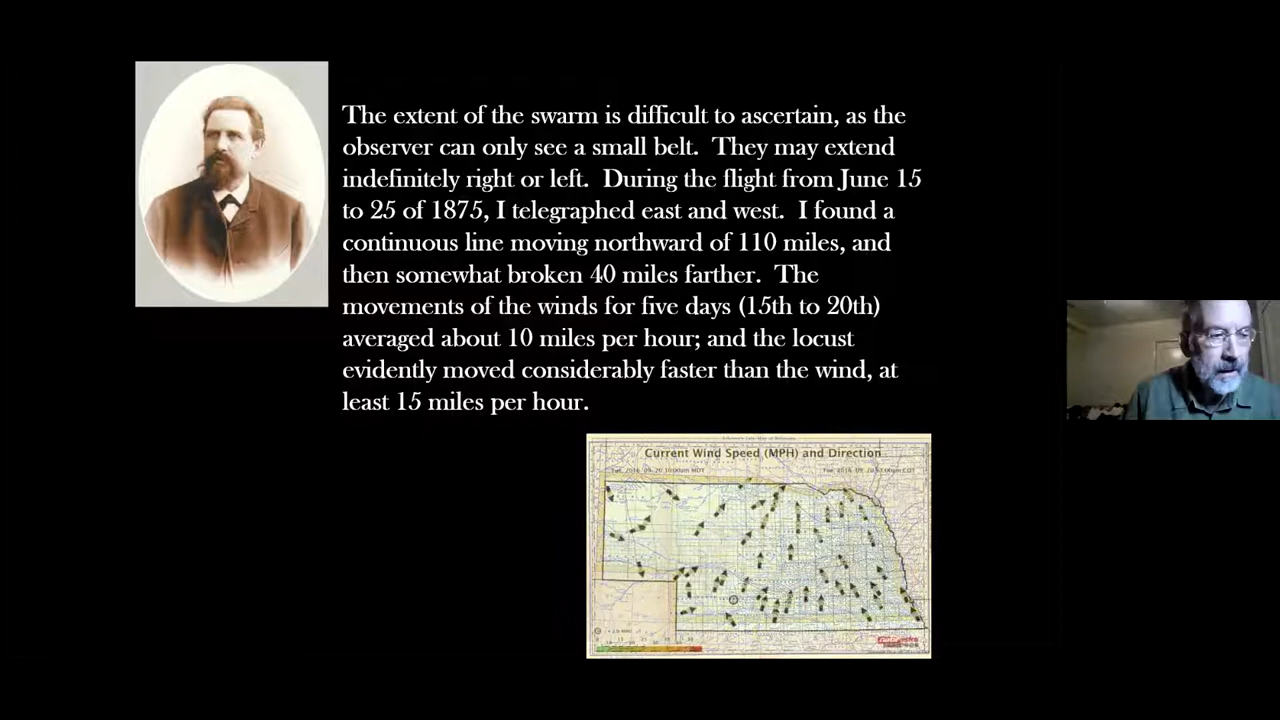 The extent of the swarm is difficult to ascertain, as the
observer can only see a small belt.  They may extend
indefinitely right or left.  During the flight from June 15
to 25 of 1875, I telegraphed east and west.  I found a
continuous line moving northward of 110 miles, and
then somewhat broken 40 miles farther.  The
movements of the winds for five days (15th to 20th)
averaged about 10 miles per hour; and the locust
evidently moved considerably faster than the wind, at
least 15 miles per hour.
Current Wind Speed (MPH) and Direction